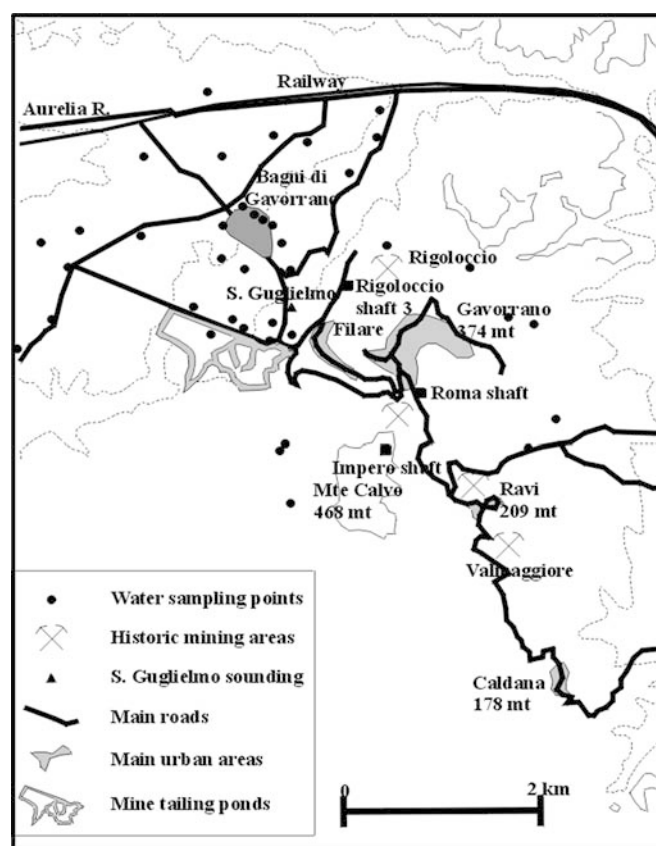 Railway
Aurelia R.
Bagni di
Gavorrano
Rigoloccio
S. Guglielmo
Rigoloccio
shaft 3
Filare
Gavorrano
374 mt
Roma shaft
Impero shaft
Mte Calvo
468 mt
Ravi
209 mt
Valmaggiore
Caldana
178 mt
Water sampling points
Historic mining areas
S. Guglielmo sounding
Main roads
Main urban areas
Mine tailing ponds
0
2 km